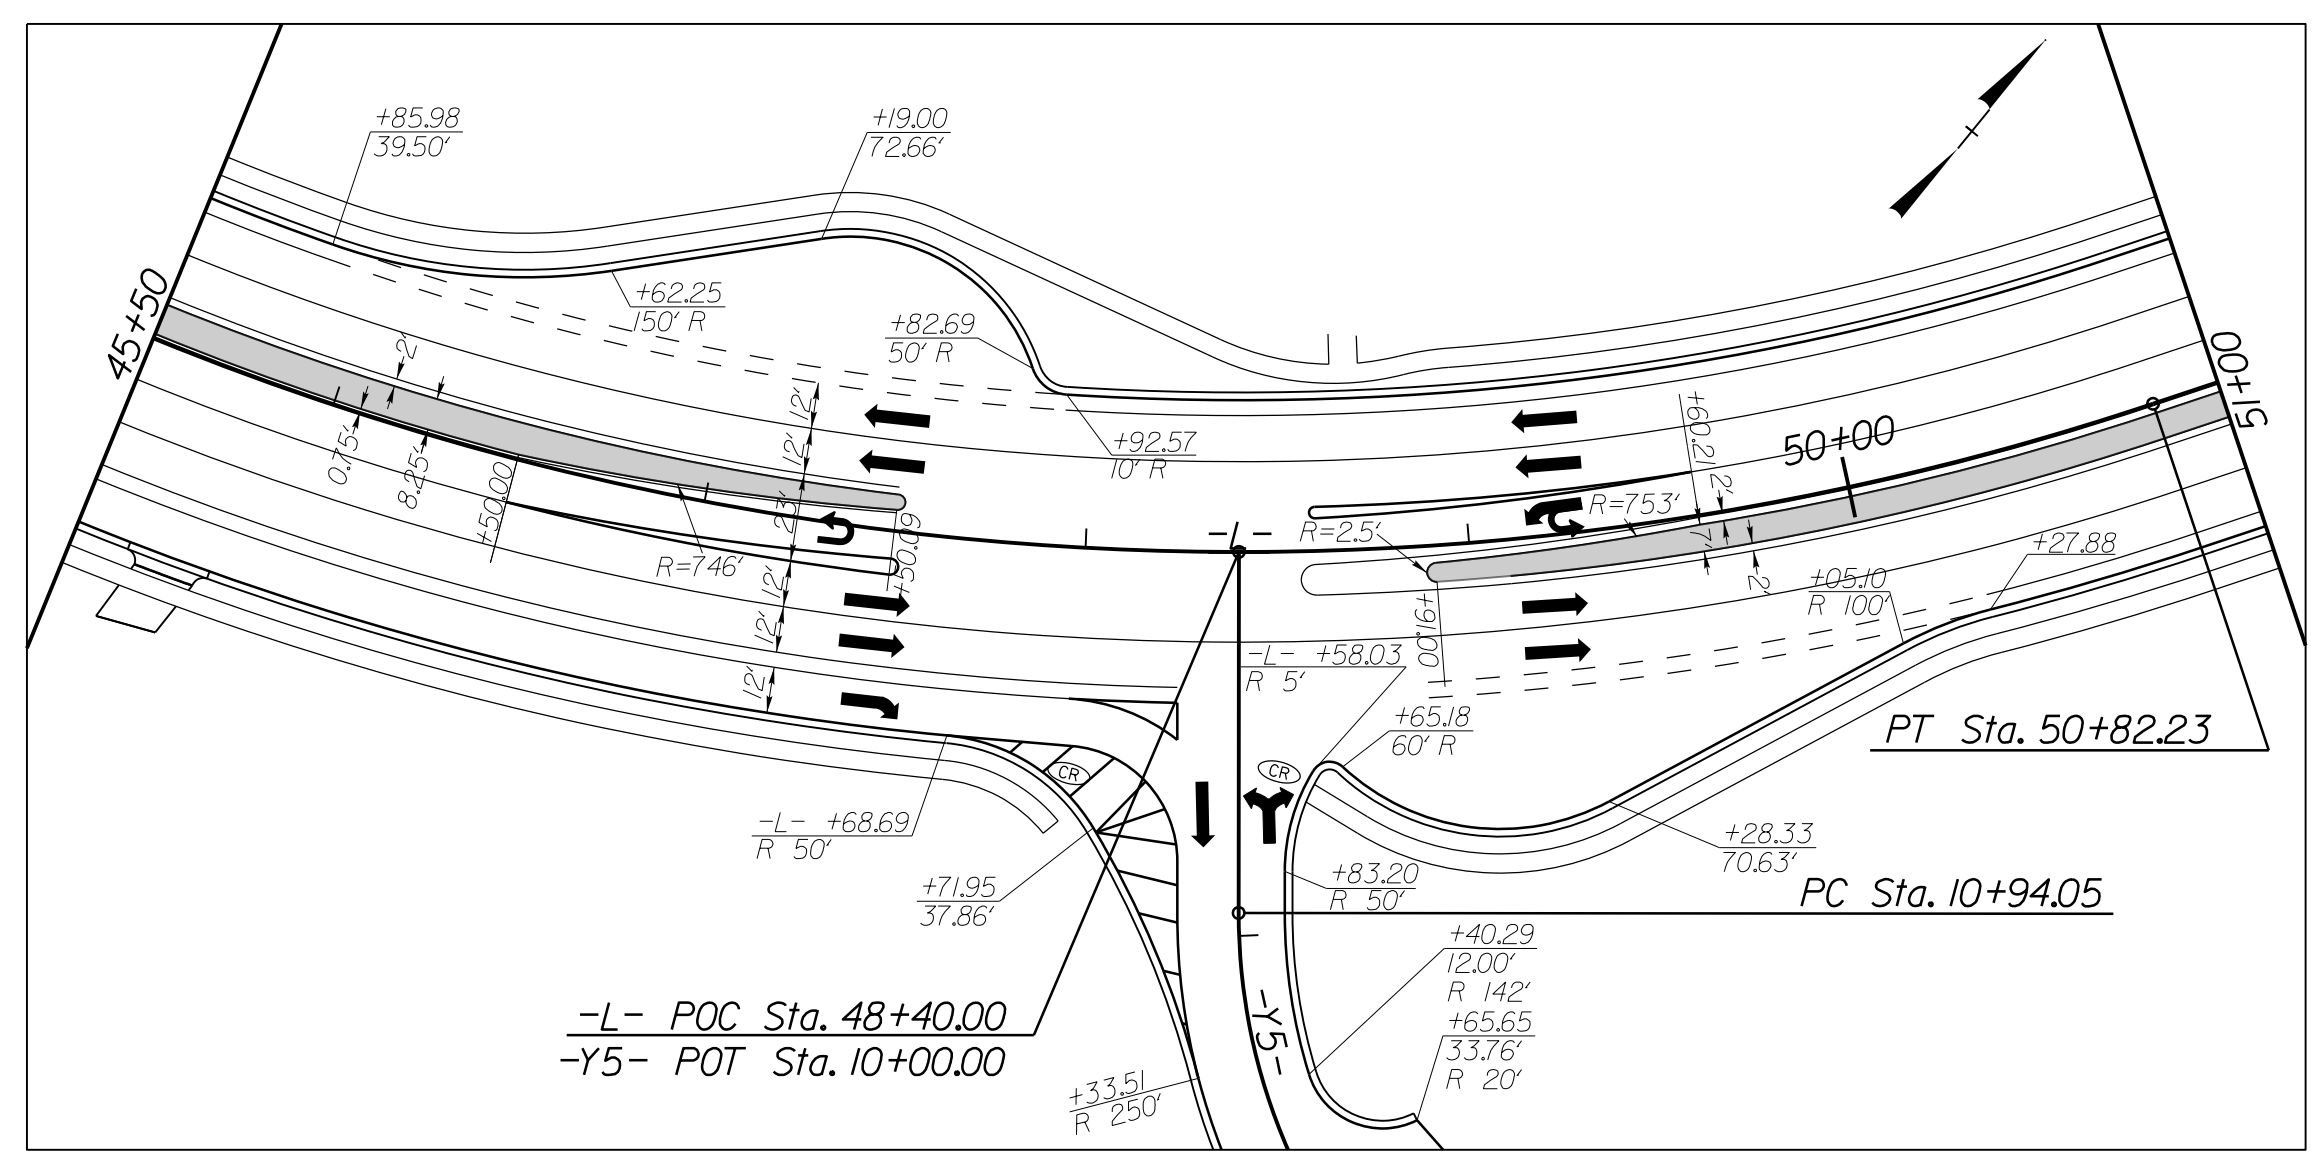 +85.98
39.50'
+19.00
72.66'
+62.25
150' R
+82.69
50' R
45+50
2'
0.75'
8.25'
+50.00
12'
12'
23'
12'
12'
12'
R=746'
+50.09
+92.57
10' R
-L-
R=2.5'
R=753'
+60.21
2'
7'
2'
50+00
51+00
+16.00
+27.88
+05.10
R 100'
-L- +58.03
R 5'
+65.18
60' R
PT Sta. 50+82.23
CR
CR
-L- +68.69
R 50'
+71.95
37.86'
+28.33
70.63'
+83.20
R 50'
PC Sta. 10+94.05
+40.29
12.00'
R 142'
+65.65
33.76'
R 20'
-Y5-
-L- POC Sta. 48+40.00
-Y5- POT Sta. 10+00.00
+33.51
R 250'